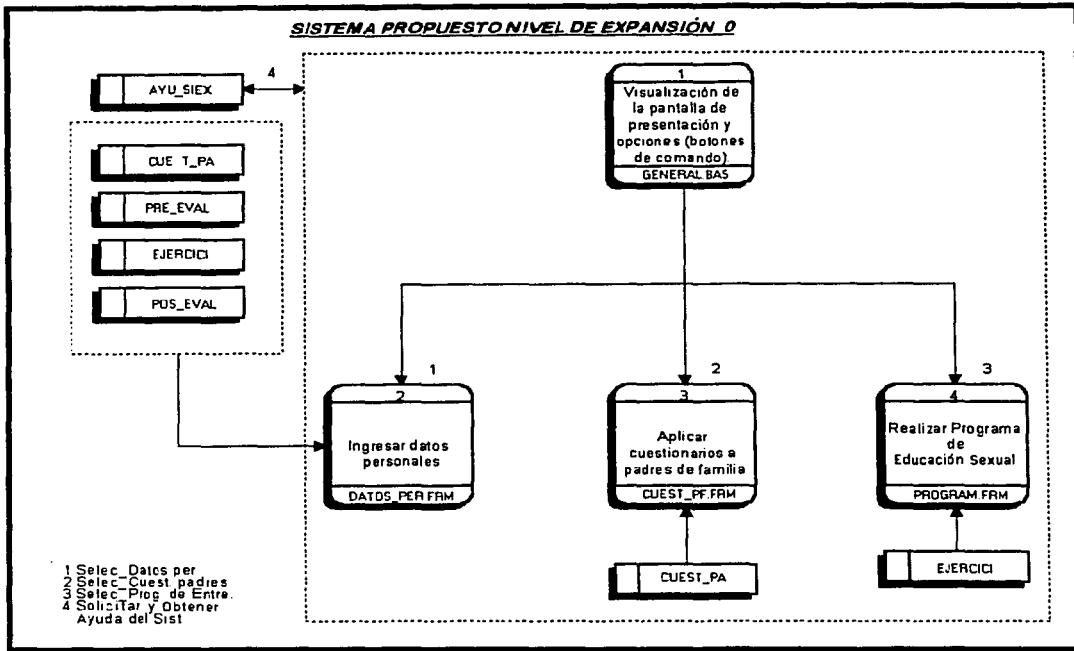 SISTEMA PROPUESTO NIVEL DE EXPANSIÓN 0
AYU_SIEX
4
CUE T_PA
PRE_EVAL
EJERCICI
POS_EVAL
1
Visualización de
la pantalla de
presentación y
opciones (botones
de comando).
GENERAL.BAS
1
2
Ingresar datos
personales
DATOS_PER.FRM
2
3
Aplicar
cuestionarios a
padres de familia
CUEST_PF.FRM
3
4
Realizar Programa
de
Educación Sexual
PROGRAM.FRM
CUEST_PA
EJERCICI
1 Selec_Datos per
2 Selec_Cuest. padres
3 Selec_Prog. de Entre.
4 Solicitar y Obtener
Ayuda del Sist